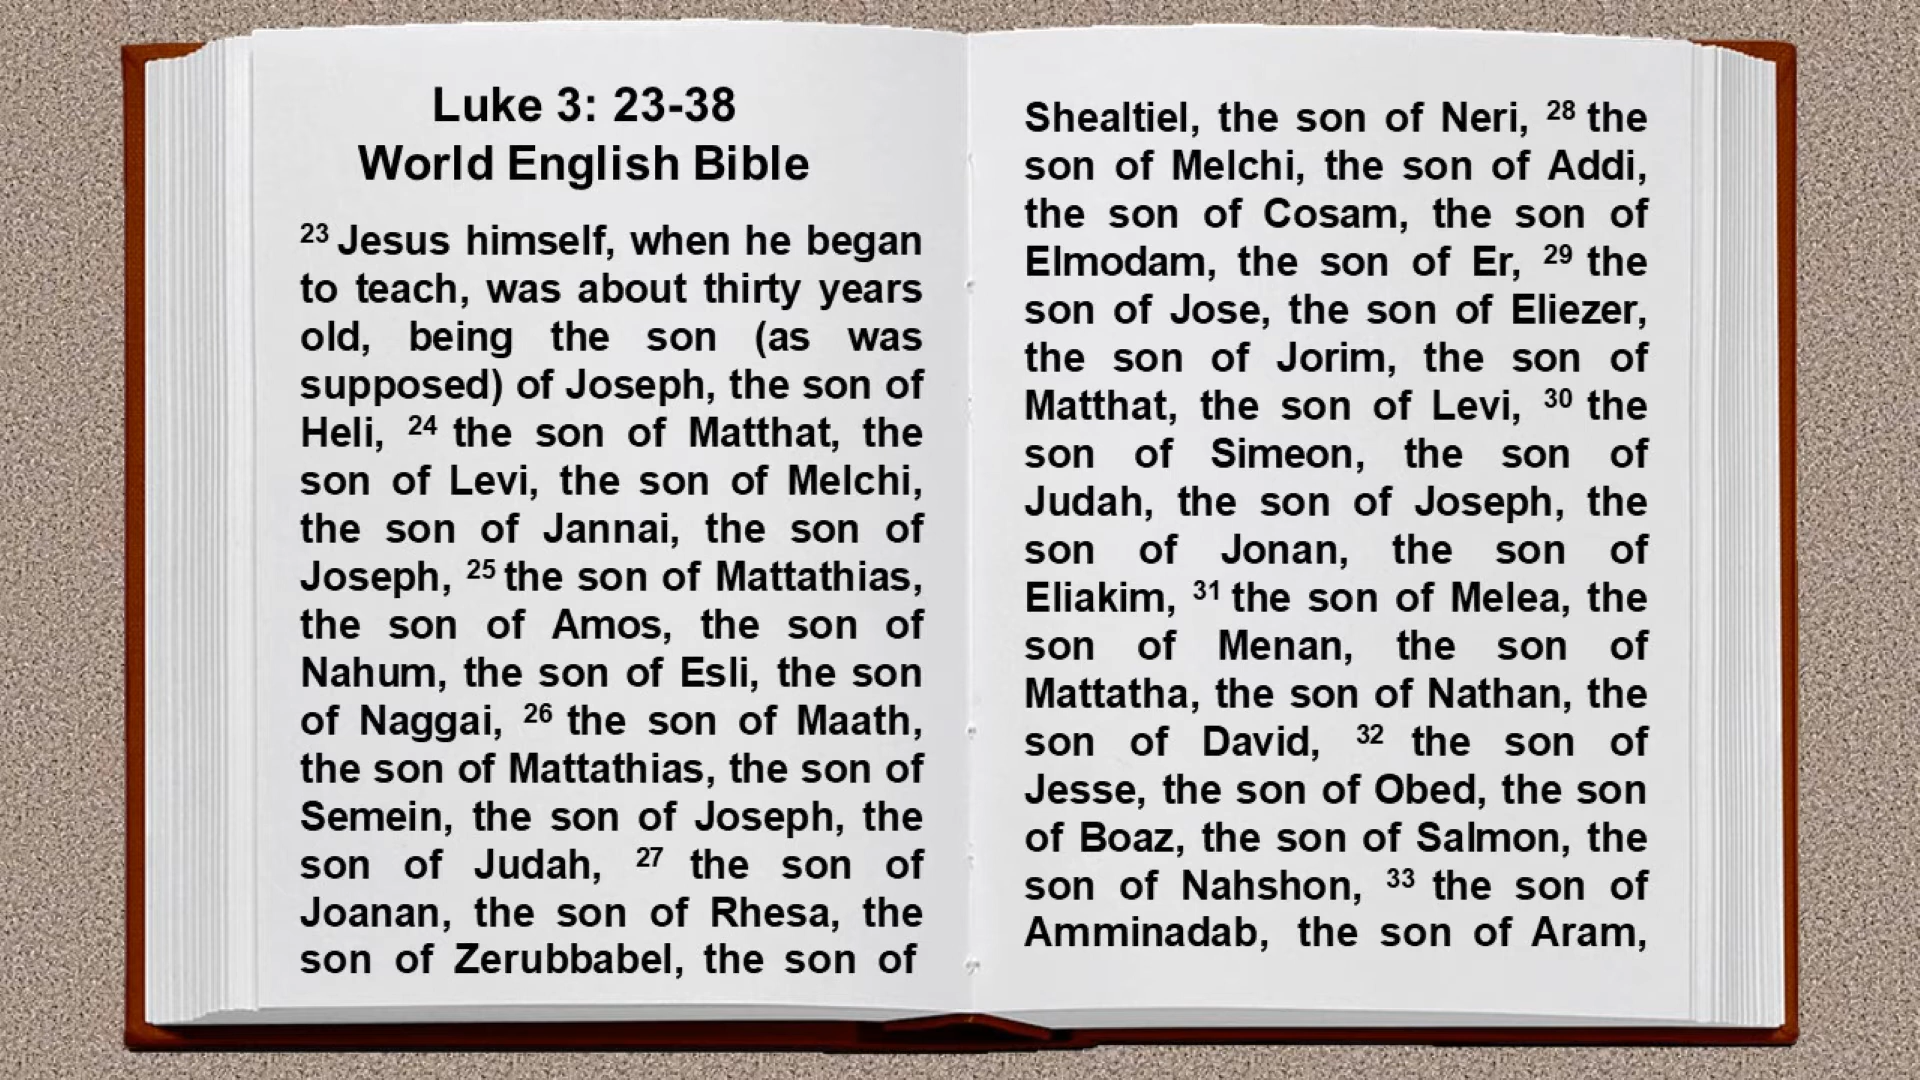 Luke 3: 23-38
World English Bible
23 Jesus himself, when he began
to teach, was about thirty years
old, being the son (as was
supposed) of Joseph, the son of
Heli, 24 the son of Matthat, the
son of Levi, the son of Melchi,
the son of Jannai, the son of
Joseph, 25 the son of Mattathias,
the son of Amos, the son of
Nahum, the son of Esli, the son
of Naggai, 26 the son of Maath,
the son of Mattathias, the son of
Semein, the son of Joseph, the
son of Judah, 27 the son of
Joanan, the son of Rhesa, the
son of Zerubbabel, the son of
Shealtiel, the son of Neri, 28 the
son of Melchi, the son of Addi,
the son of Cosam, the son of
Elmodam, the son of Er, 29 the
son of Jose, the son of Eliezer,
the son of Jorim, the son of
Matthat, the son of Levi, 30 the
son of Simeon, the son of
Judah, the son of Joseph, the
son of Jonan, the son of
Eliakim, 31 the son of Melea, the
son of Menan, the son of
Mattatha, the son of Nathan, the
son of David, 32 the son of
Jesse, the son of Obed, the son
of Boaz, the son of Salmon, the
son of Nahshon, 33 the son of
Amminadab, the son of Aram,